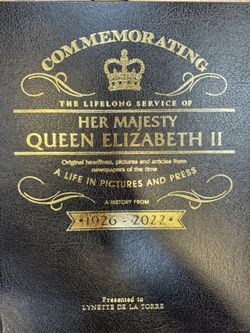 COMMEMORATING
THE LIFELONG SERVICE OF
HER MAJESTY
QUEEN ELIZABETH II
Original headlines, pictures and articles from
newspapers of the time
A LIFE IN PICTURES AND PRESS
A HISTORY FROM
1926 - 2022
Presented to
LYNETTE DE LA TORRE